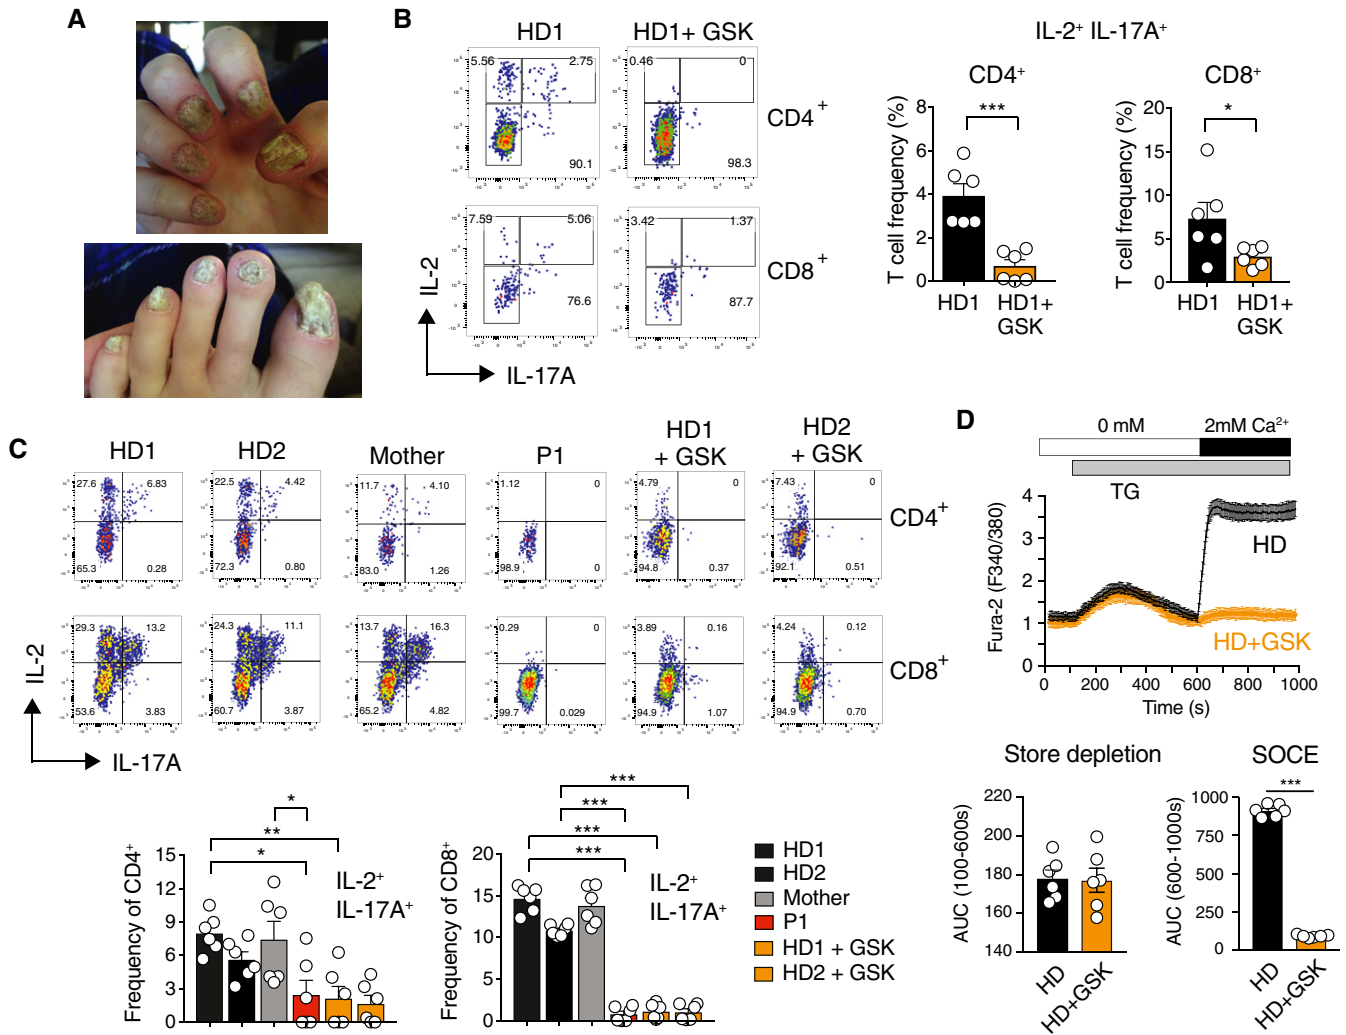 A
B
HD1
HD1+ GSK
5.56
2.75
0.46
0
90.1
98.3
CD4+
7.59
5.06
3.42
1.37
76.6
87.7
CD8+
IL-2
IL-17A
IL-2+ IL-17A+
CD4+
CD8+
T cell frequency (%)
8
6
4
2
0
***
HD1
HD1+
GSK
T cell frequency (%)
20
15
10
5
0
*
HD1
HD1+
GSK
C
HD1
HD2
Mother
P1
HD1
+ GSK
HD2
+ GSK
27.6
6.83
22.5
4.42
11.7
4.10
1.12
0
4.79
0
7.43
0
CD4+
65.3
0.28
72.3
0.80
83.0
1.26
98.9
0
94.8
0.37
92.1
0.51
29.3
13.2
24.3
11.1
13.7
16.3
0.29
0
3.89
0.16
4.24
0.12
CD8+
53.6
3.83
60.7
3.87
65.2
4.82
99.7
0.029
94.9
1.07
94.9
0.70
IL-2
IL-17A
Frequency of CD4+
15
12
9
6
3
0
*
**
*
IL-2+
IL-17A+
Frequency of CD8+
20
15
10
5
0
***
***
***
***
IL-2+
IL-17A+
HD1
HD2
Mother
P1
HD1 + GSK
HD2 + GSK
D
0 mM
2mM Ca2+
TG
Fura-2 (F340/380)
4
3
2
1
0
HD
HD+GSK
0
200
400
600
800
1000
Time (s)
Store depletion
AUC (100-600s)
220
200
180
160
140
HD
HD+GSK
SOCE
AUC (600-1000s)
1000
750
500
250
0
***
HD
HD+GSK